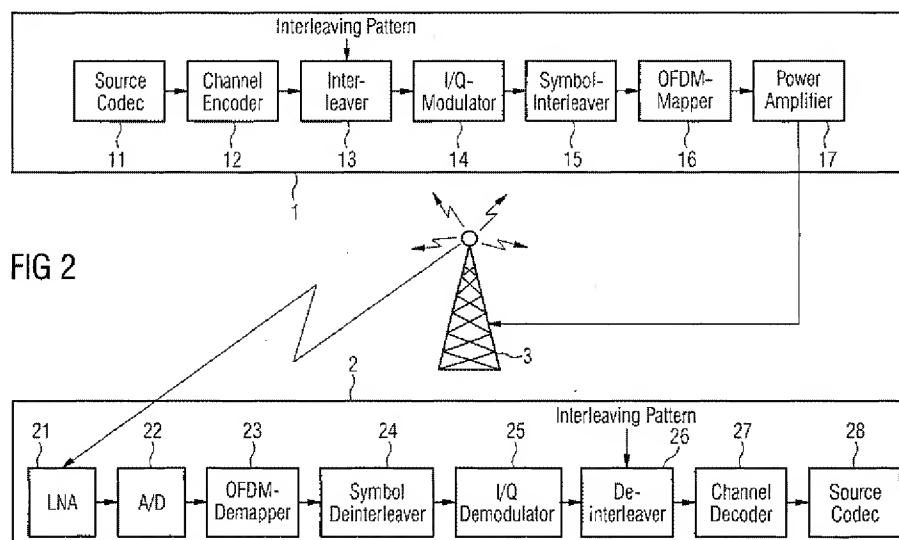 Interleaving Pattern
Source Codec
Channel Encoder
Inter-leaver
I/Q-Modulator
Symbol-Interleaver
OFDM-Mapper
Power Amplifier
11
12
13
14
15
16
17
1
FIG 2
3
2
Interleaving Pattern
21
22
23
24
25
26
27
28
LNA
A/D
OFDM-Demapper
Symbol Deinterleaver
I/Q Demodulator
De-interleaver
Channel Decoder
Source Codec